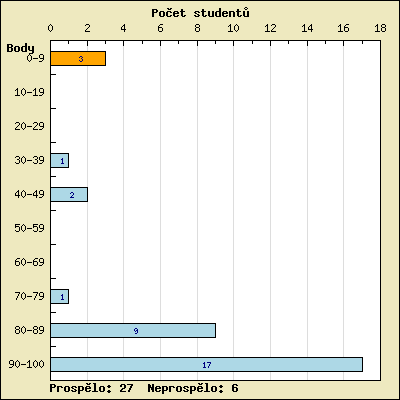 Počet studentů
0 2 4 6 8 10 12 14 16 18
Body
0-9 3
10-19
20-29
30-39 1
40-49 2
50-59
60-69
70-79 1
80-89 9
90-100 17
Prospělo: 27 Neprospělo: 6